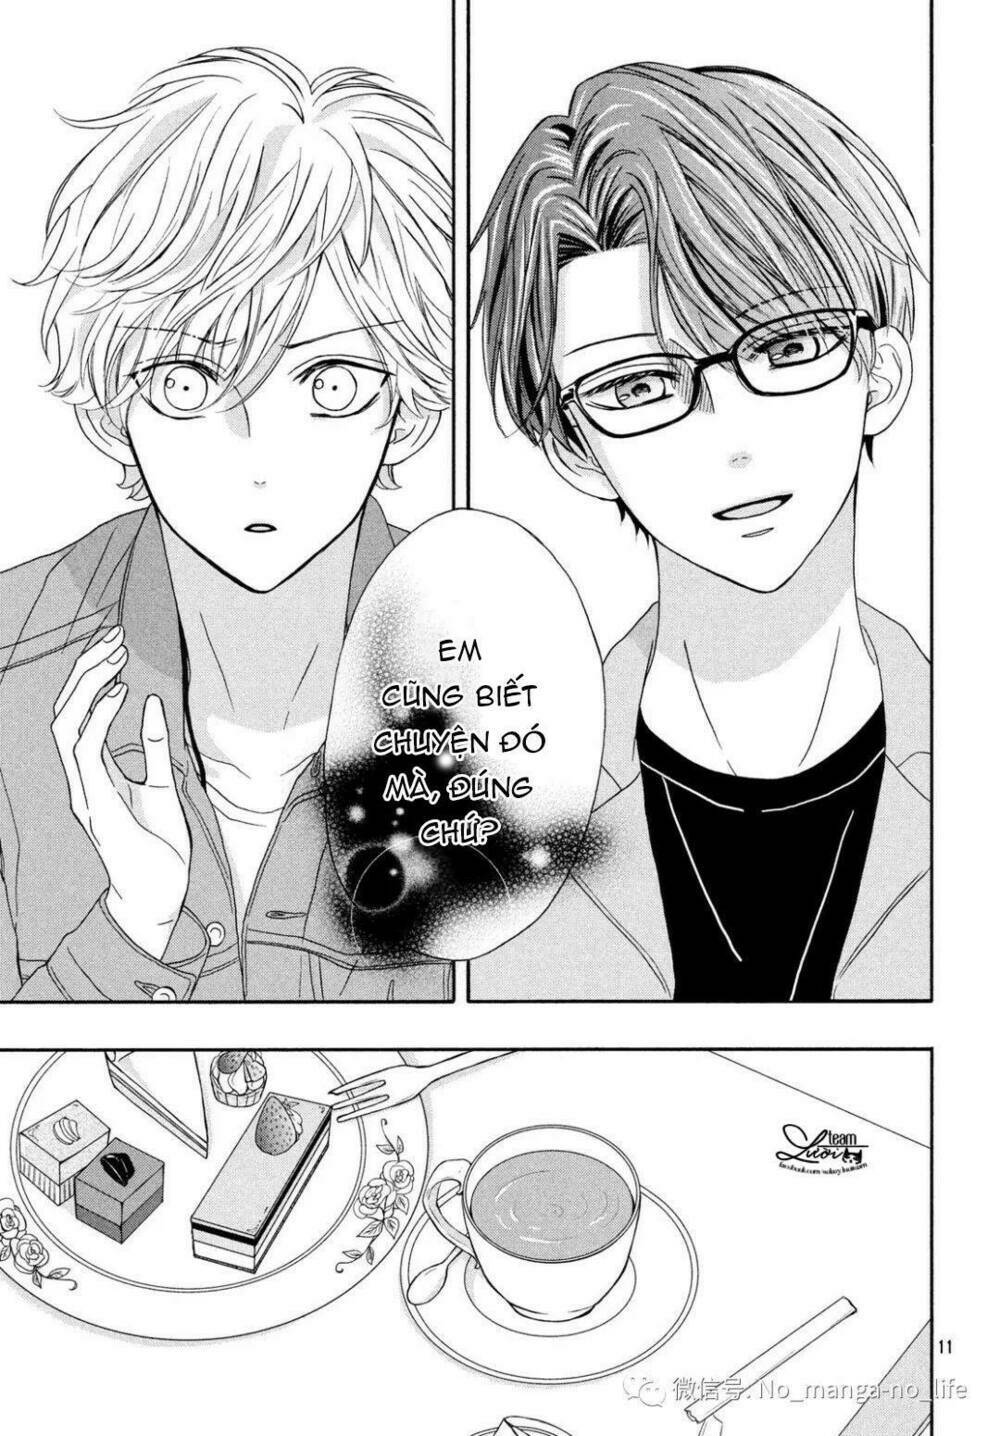 EM
CŨNG BIẾT
CHUYỆN ĐÓ
MÀ, ĐÚNG
CHỨ?
team
Lười
11
微信号: No_manga-no_life